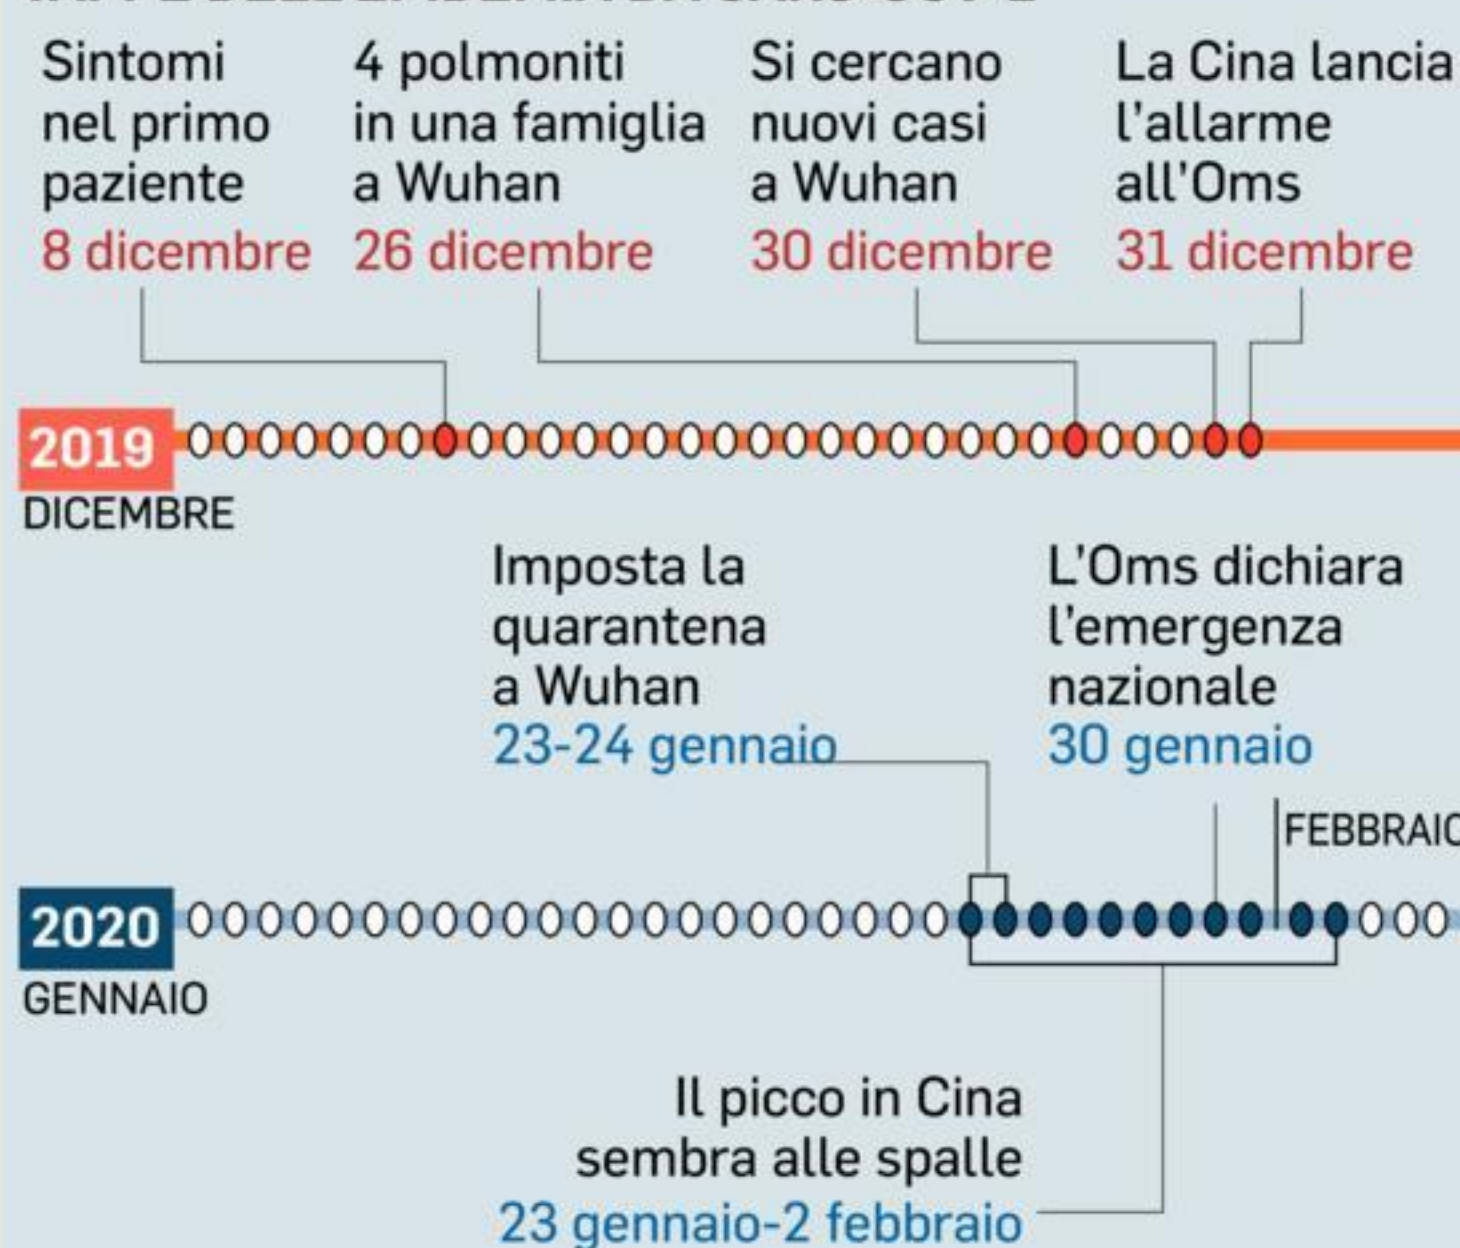 Sintomi
nel primo
paziente
8 dicembre
4 polmoniti
in una famiglia
a Wuhan
26 dicembre
Si cercano
nuovi casi
a Wuhan
30 dicembre
La Cina lancia
l'allarme
all'Oms
31 dicembre
2019
DICEMBRE
Imposta la
quarantena
a Wuhan
23-24 gennaio
L'Oms dichiara
l'emergenza
nazionale
30 gennaio
2020
GENNAIO
Il picco in Cina
sembra alle spalle
23 gennaio-2 febbraio